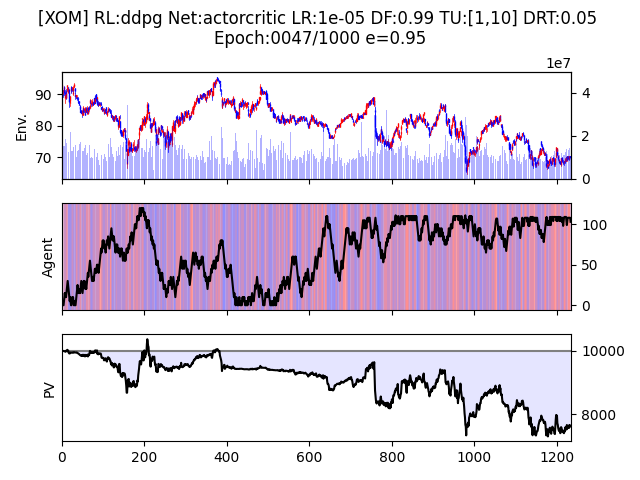 [XOM] RL:ddpg Net:actorcritic LR:1e-05 DF:0.99 TU:[1,10] DRT:0.05
Epoch:0047/1000 e=0.95
1e7
Env.
90
80
70
4
2
0
Agent
100
50
0
PV
10000
8000
0 200 400 600 800 1000 1200